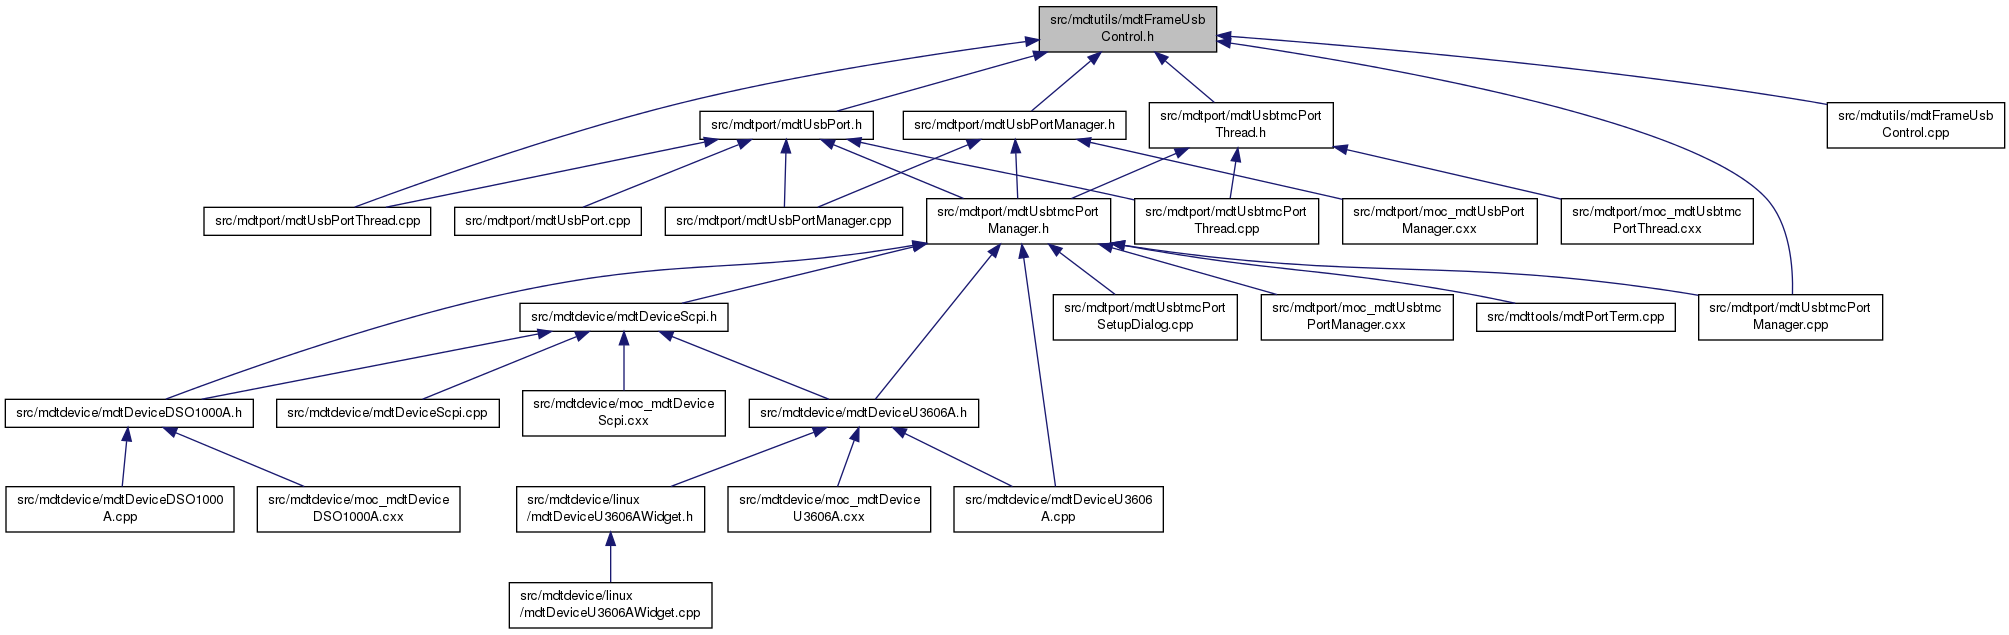 src/mdtutils/mdtFrameUsb
Control.h
src/mdtport/mdtUsbPort.h
src/mdtport/mdtUsbPortManager.h
src/mdtport/mdtUsbtmcPort
Thread.h
src/mdtutils/mdtFrameUsb
Control.cpp
src/mdtport/mdtUsbPortThread.cpp
src/mdtport/mdtUsbPort.cpp
src/mdtport/mdtUsbPortManager.cpp
src/mdtport/mdtUsbtmcPort
Manager.h
src/mdtport/mdtUsbtmcPort
Thread.cpp
src/mdtport/moc_mdtUsbPort
Manager.cxx
src/mdtport/moc_mdtUsbtmc
PortThread.cxx
src/mdtdevice/mdtDeviceScpi.h
src/mdtport/mdtUsbtmcPort
SetupDialog.cpp
src/mdtport/moc_mdtUsbtmc
PortManager.cxx
src/mdttools/mdtPortTerm.cpp
src/mdtport/mdtUsbtmcPort
Manager.cpp
src/mdtdevice/mdtDeviceDSO1000A.h
src/mdtdevice/mdtDeviceScpi.cpp
src/mdtdevice/moc_mdtDevice
Scpi.cxx
src/mdtdevice/mdtDeviceU3606A.h
src/mdtdevice/mdtDeviceDSO1000
A.cpp
src/mdtdevice/moc_mdtDevice
DSO1000A.cxx
src/mdtdevice/linux
/mdtDeviceU3606AWidget.h
src/mdtdevice/moc_mdtDevice
U3606A.cxx
src/mdtdevice/mdtDeviceU3606
A.cpp
src/mdtdevice/linux
/mdtDeviceU3606AWidget.cpp